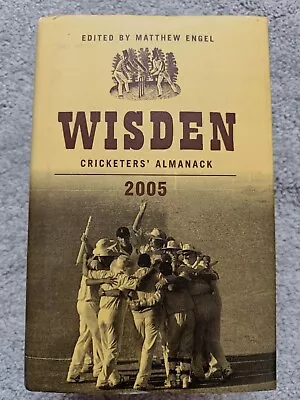 EDITED BY MATTHEW ENGEL
WISDEN
CRICKETERS' ALMANACK
2005